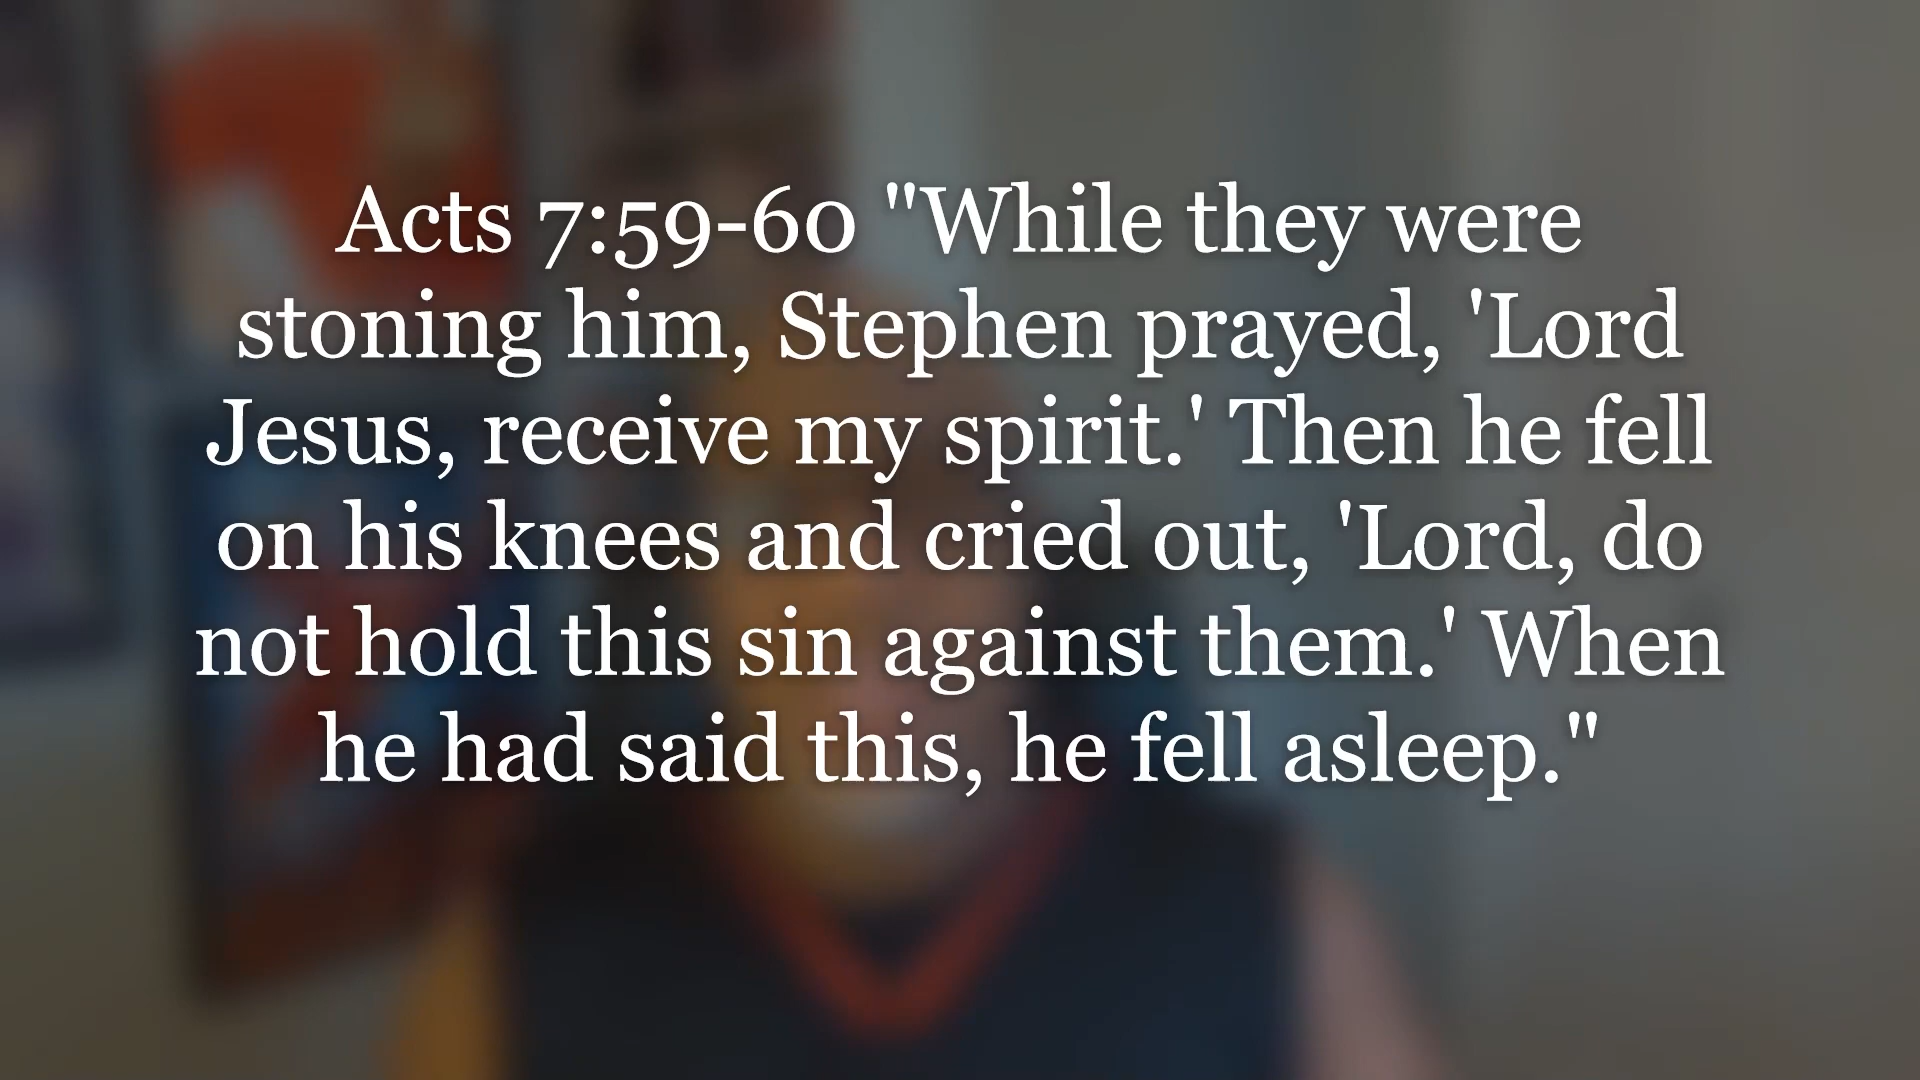 Acts 7:59-60 "While they were
stoning him, Stephen prayed, 'Lord
Jesus, receive my spirit.' Then he fell
on his knees and cried out, 'Lord, do
not hold this sin against them.' When
he had said this, he fell asleep."